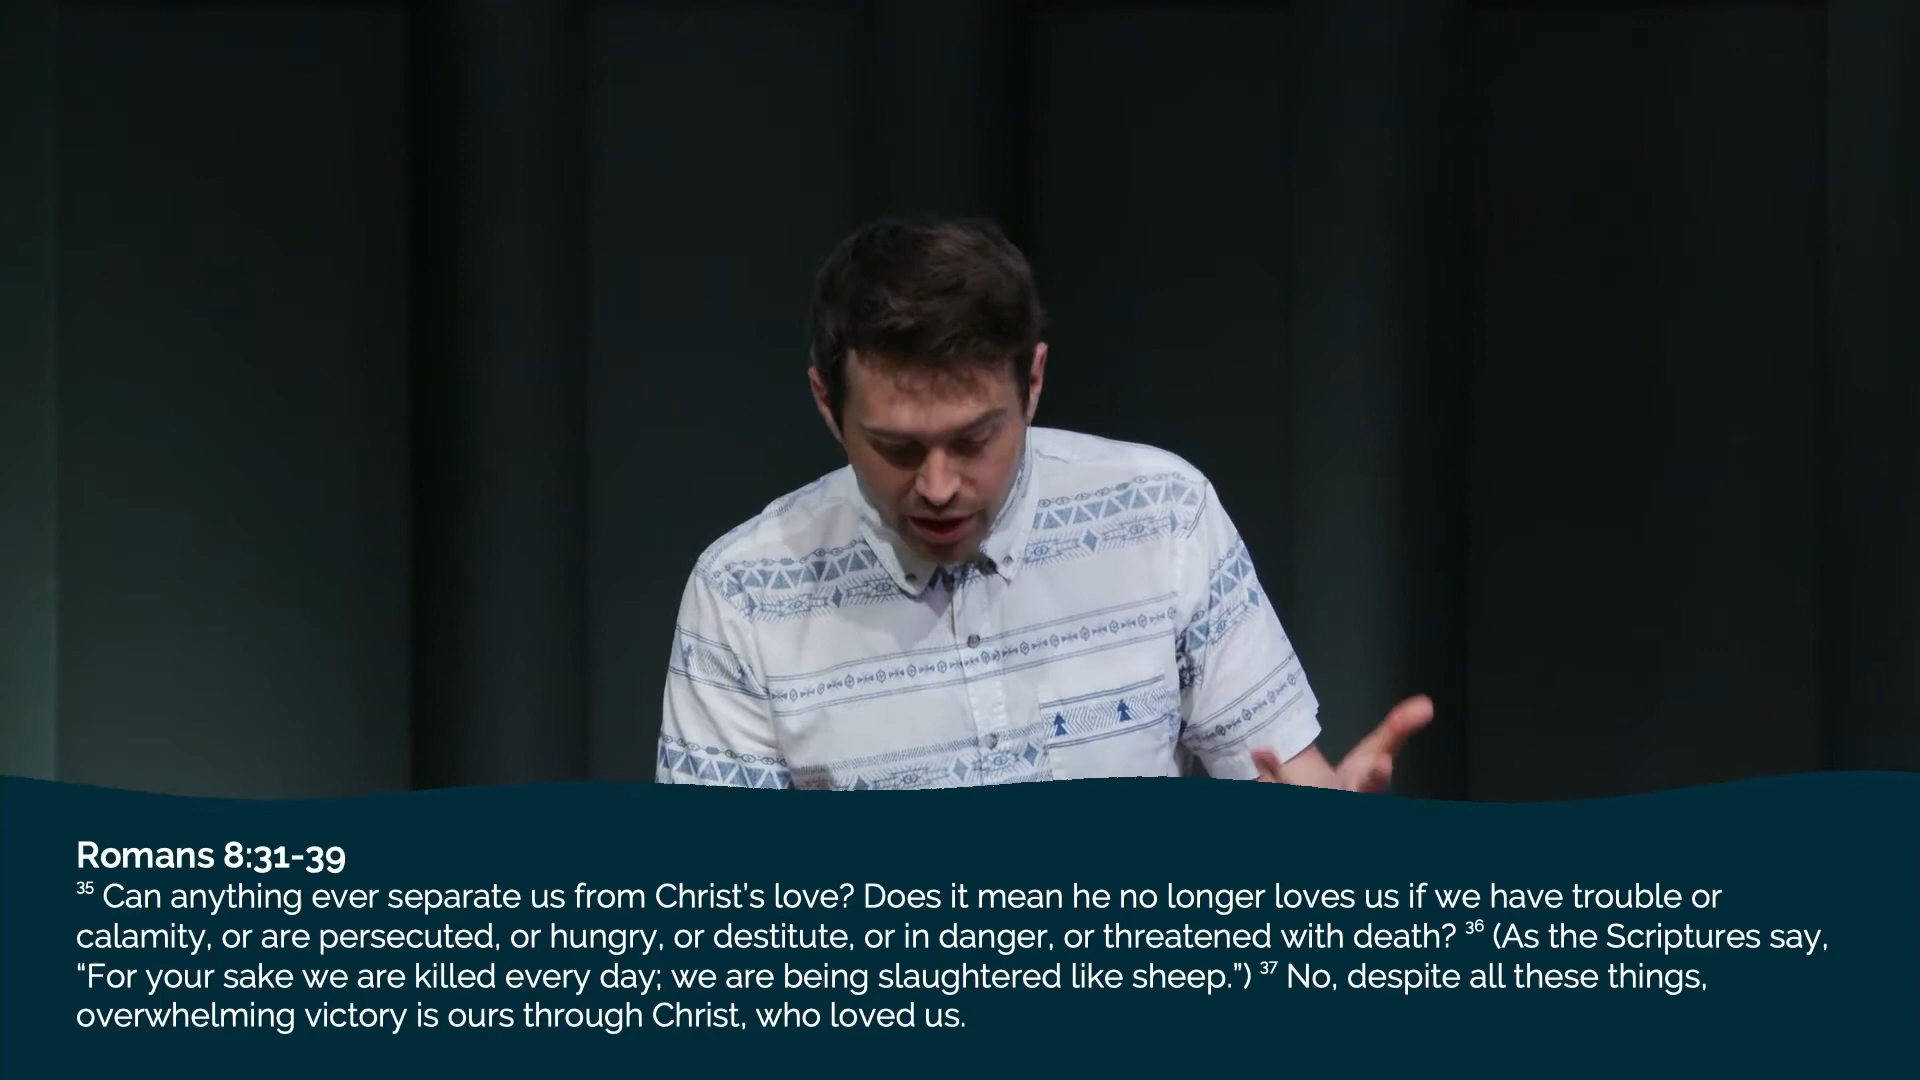 Romans 8:31-39
³⁵ Can anything ever separate us from Christ's love? Does it mean he no longer loves us if we have trouble or
calamity, or are persecuted, or hungry, or destitute, or in danger, or threatened with death? ³⁶ (As the Scriptures say,
“For your sake we are killed every day; we are being slaughtered like sheep.”) ³⁷ No, despite all these things,
overwhelming victory is ours through Christ, who loved us.